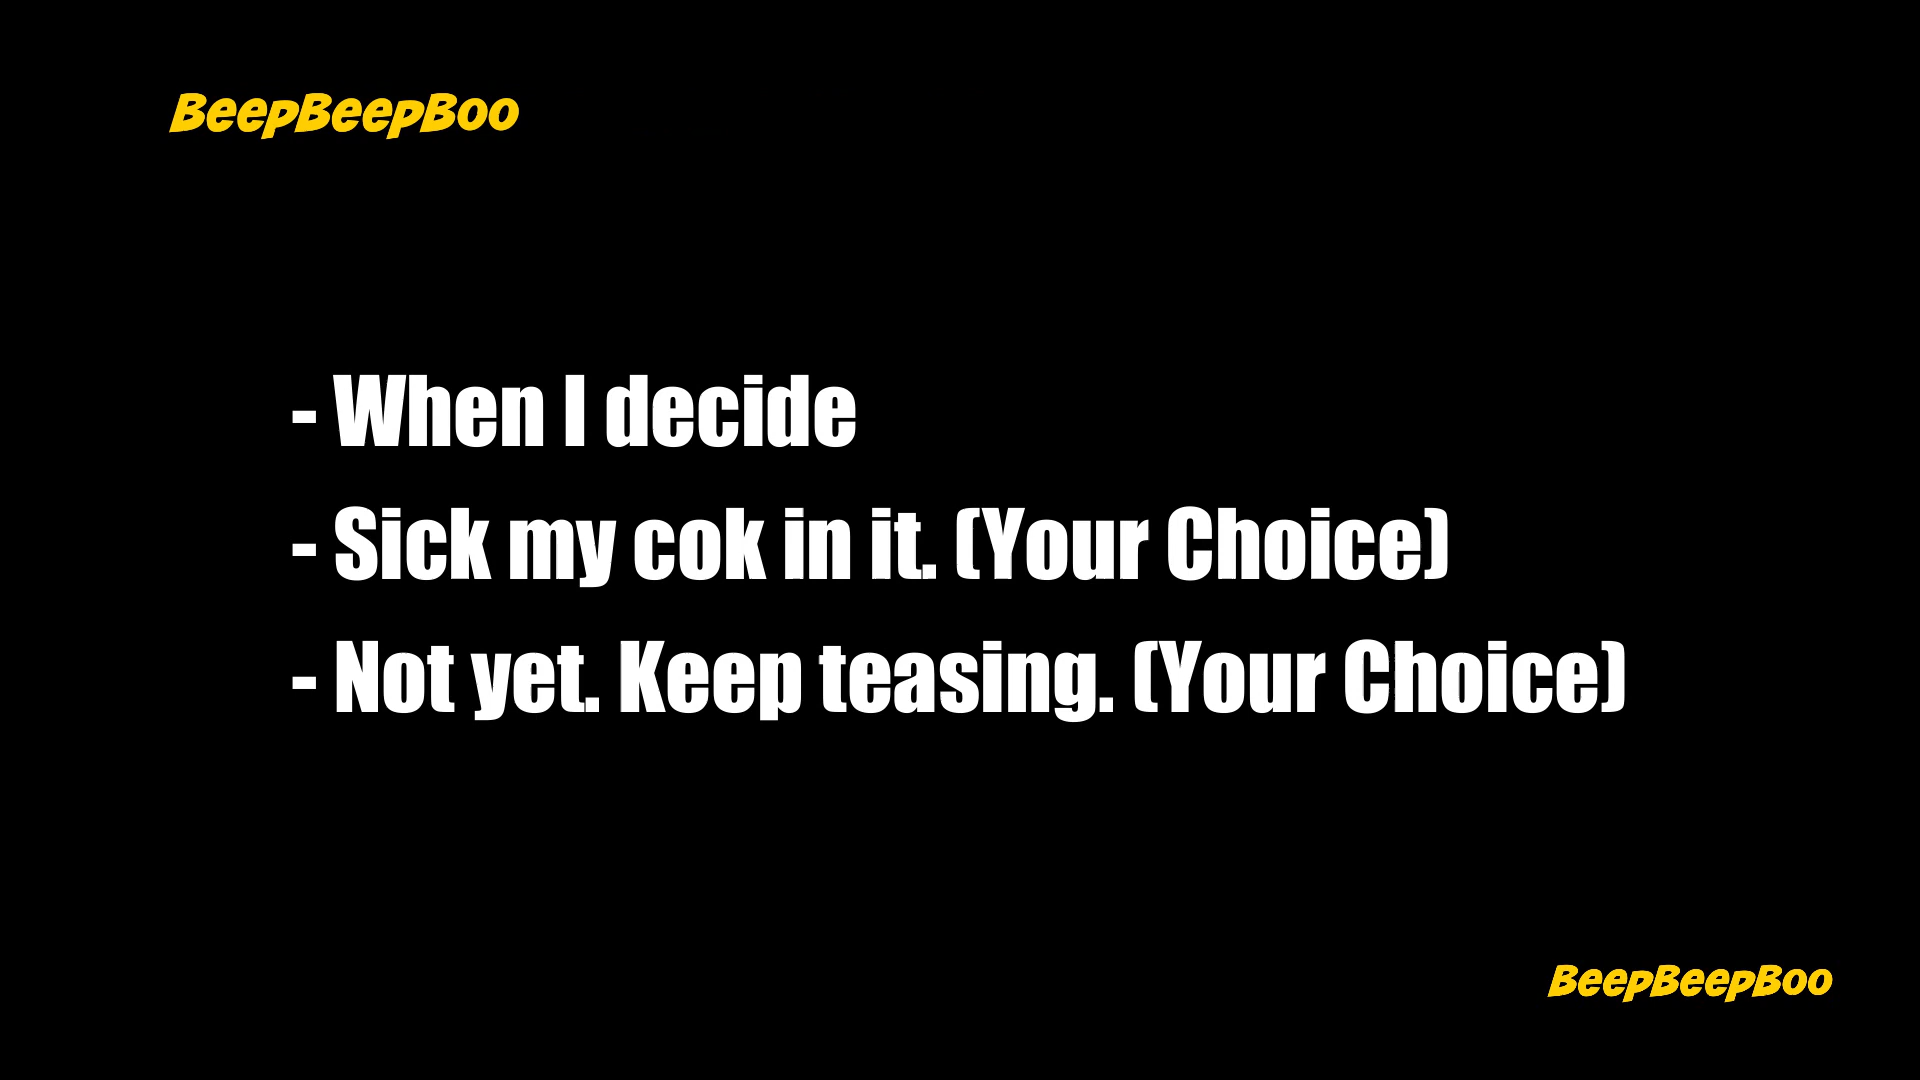 BeepBeepBoo
- When I decide
- Sick my cok in it. (Your Choice)
- Not yet. Keep teasing. (Your Choice)
BeepBeepBoo